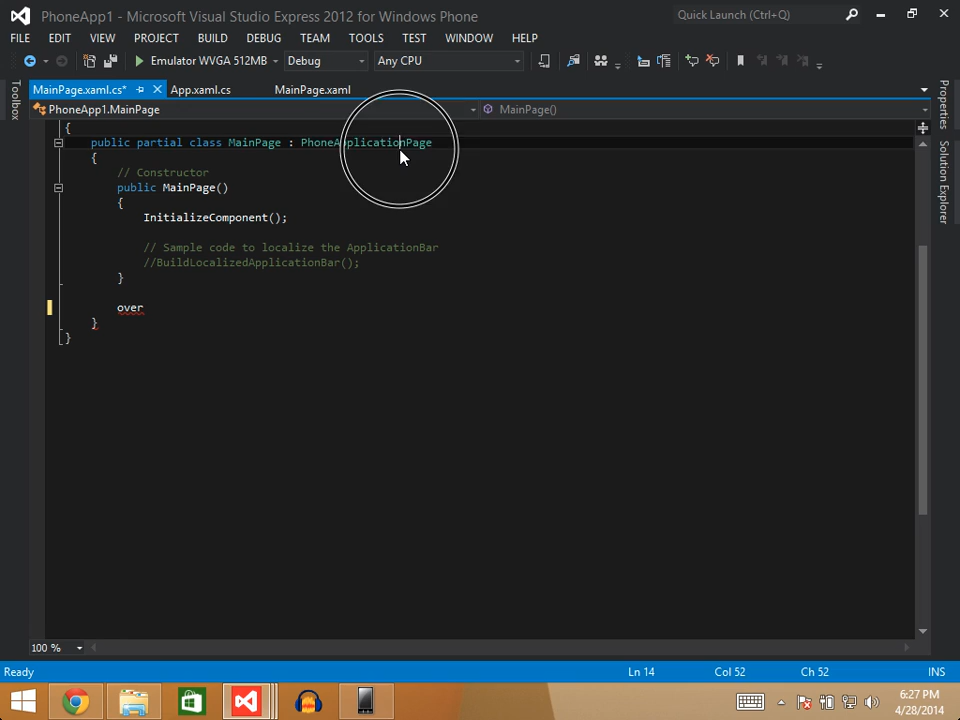 PhoneApp1 - Microsoft Visual Studio Express 2012 for Windows Phone
Quick Launch (Ctrl+Q)
FILE EDIT VIEW PROJECT BUILD DEBUG TEAM TOOLS TEST WINDOW HELP
Emulator WVGA 512MB Debug Any CPU
MainPage.xaml.cs* App.xaml.cs MainPage.xaml
PhoneApp1.MainPage MainPage()
Toolbox
Properties
Solution Explorer
{
public partial class MainPage : PhoneApplicationPage
{
// Constructor
public MainPage()
{
InitializeComponent();
// Sample code to localize the ApplicationBar
//BuildLocalizedApplicationBar();
}
over
}
}
100 %
Ready Ln 14 Col 52 Ch 52 INS
6:27 PM
4/28/2014